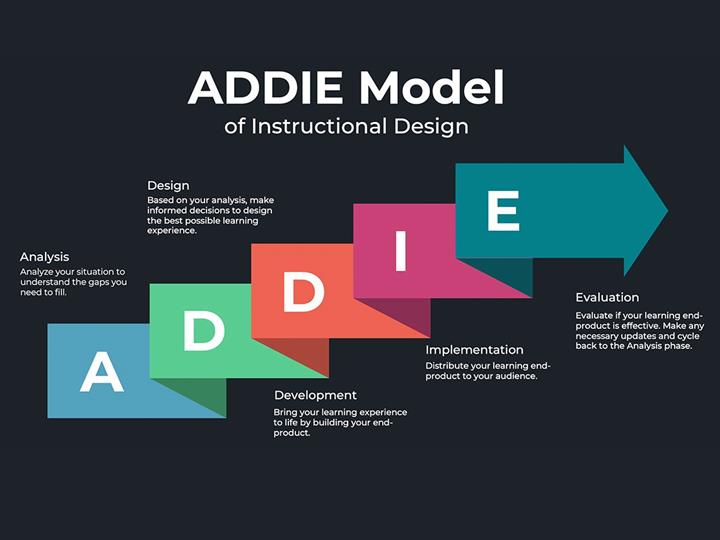 ADDIE Model
of Instructional Design
Design
Based on your analysis, make
informed decisions to design
the best possible learning
experience.
Analysis
Analyze your situation to
understand the gaps you
need to fill.
A
D
D
I
E
Evaluation
Evaluate if your learning end-
product is effective. Make any
necessary updates and cycle
back to the Analysis phase.
Implementation
Distribute your learning end-
product to your audience.
Development
Bring your learning experience
to life by building your end-
product.